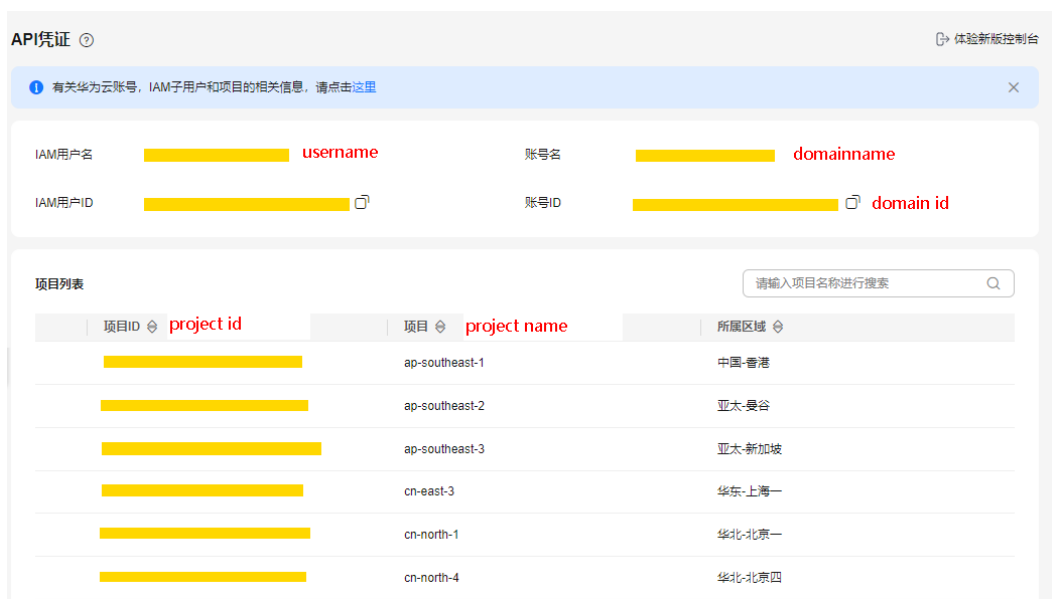 API凭证
体验新版控制台
有关华为云账号，IAM子用户和项目的相关信息，请点击这里
IAM用户名 username 账号名 domainname
IAM用户ID 账号ID domain id
项目列表 请输入项目名称进行搜索
项目ID project id 项目 project name 所属区域
ap-southeast-1 中国-香港
ap-southeast-2 亚太-曼谷
ap-southeast-3 亚太-新加坡
cn-east-3 华东-上海一
cn-north-1 华北-北京一
cn-north-4 华北-北京四